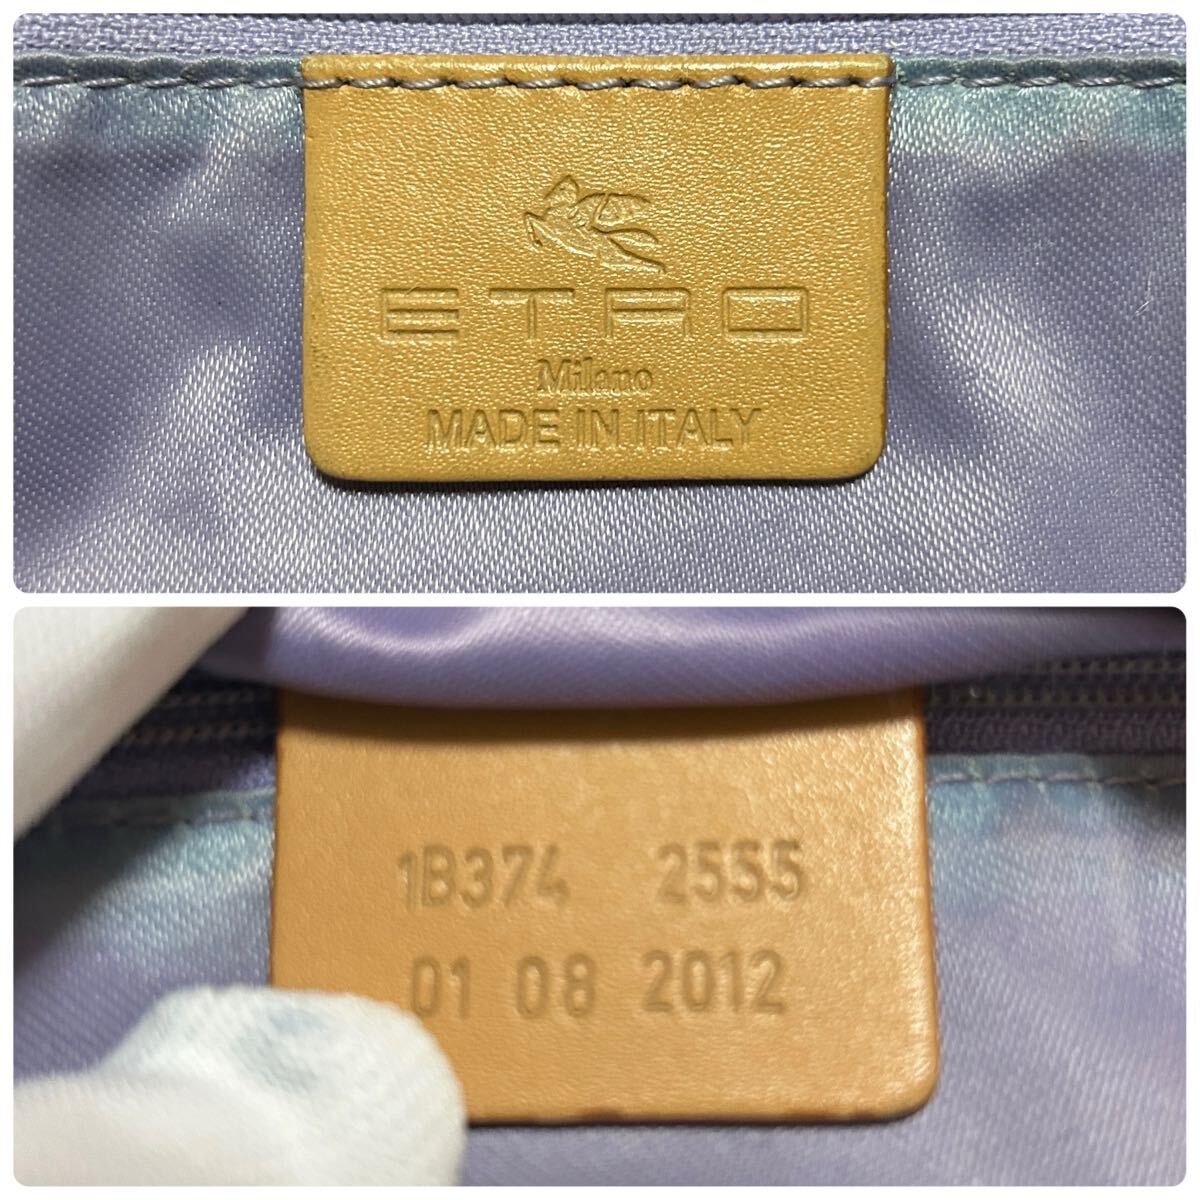 ETRO
Milano
MADE IN ITALY
1B374 2555
01 08 2012